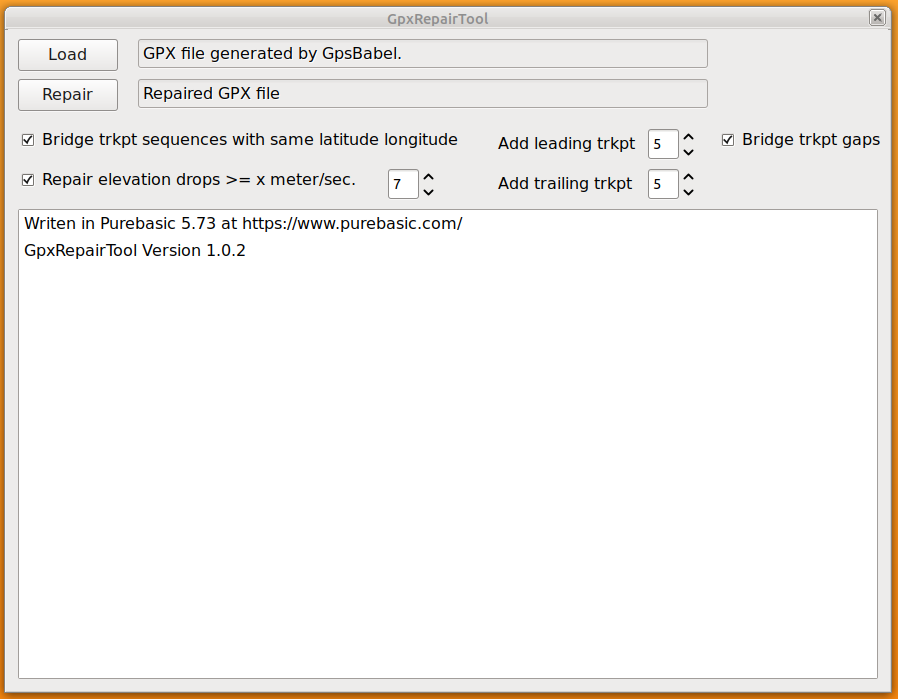 GpxRepairTool
Load
GPX file generated by GpsBabel.
Repair
Repaired GPX file
Bridge trkpt sequences with same latitude longitude
Add leading trkpt
5
Bridge trkpt gaps
Repair elevation drops >= x meter/sec.
7
Add trailing trkpt
5
Writen in Purebasic 5.73 at https://www.purebasic.com/
GpxRepairTool Version 1.0.2